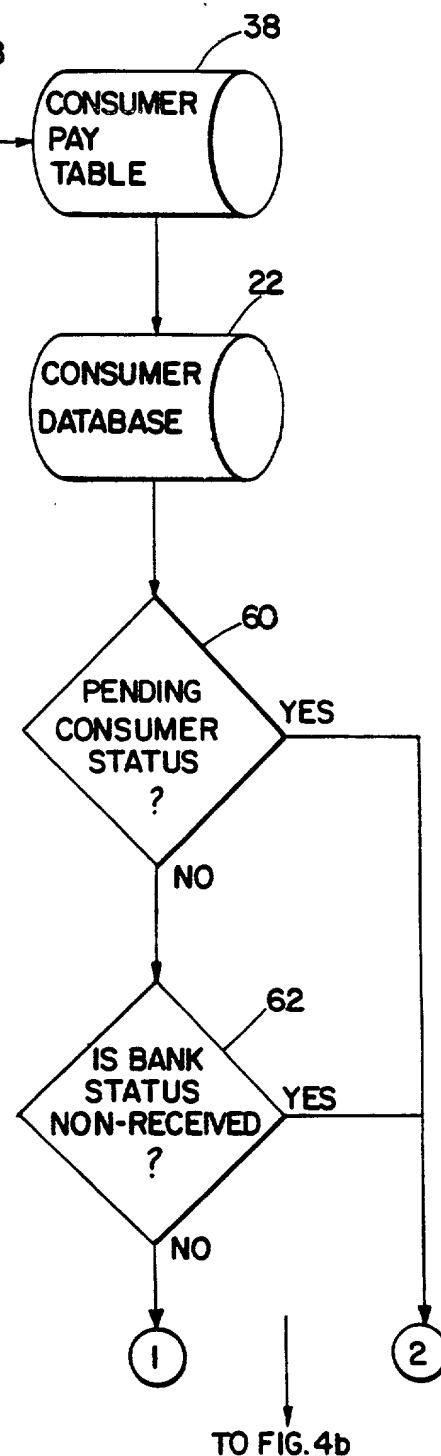 38
CONSUMER
PAY
TABLE
22
CONSUMER
DATABASE
60
PENDING
CONSUMER
STATUS
?
YES
NO
62
IS BANK
STATUS
NON-RECEIVED
?
YES
NO
1
2
TO FIG. 4b